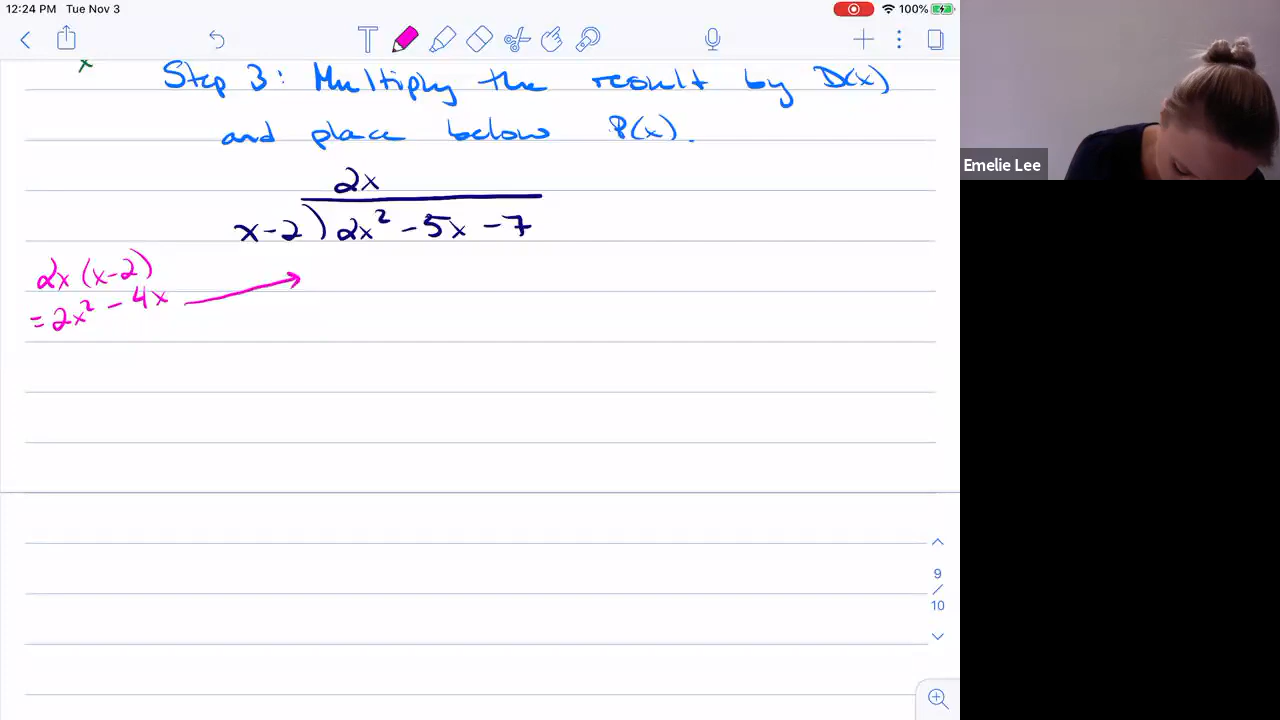 12:24 PM Tue Nov 3
100%
x
Step 3: Multiply the result by D(x)
and place below P(x).
2x
x-2) 2x² - 5x - 7
2x (x-2)
= 2x² - 4x
Emelie Lee
9
/
10